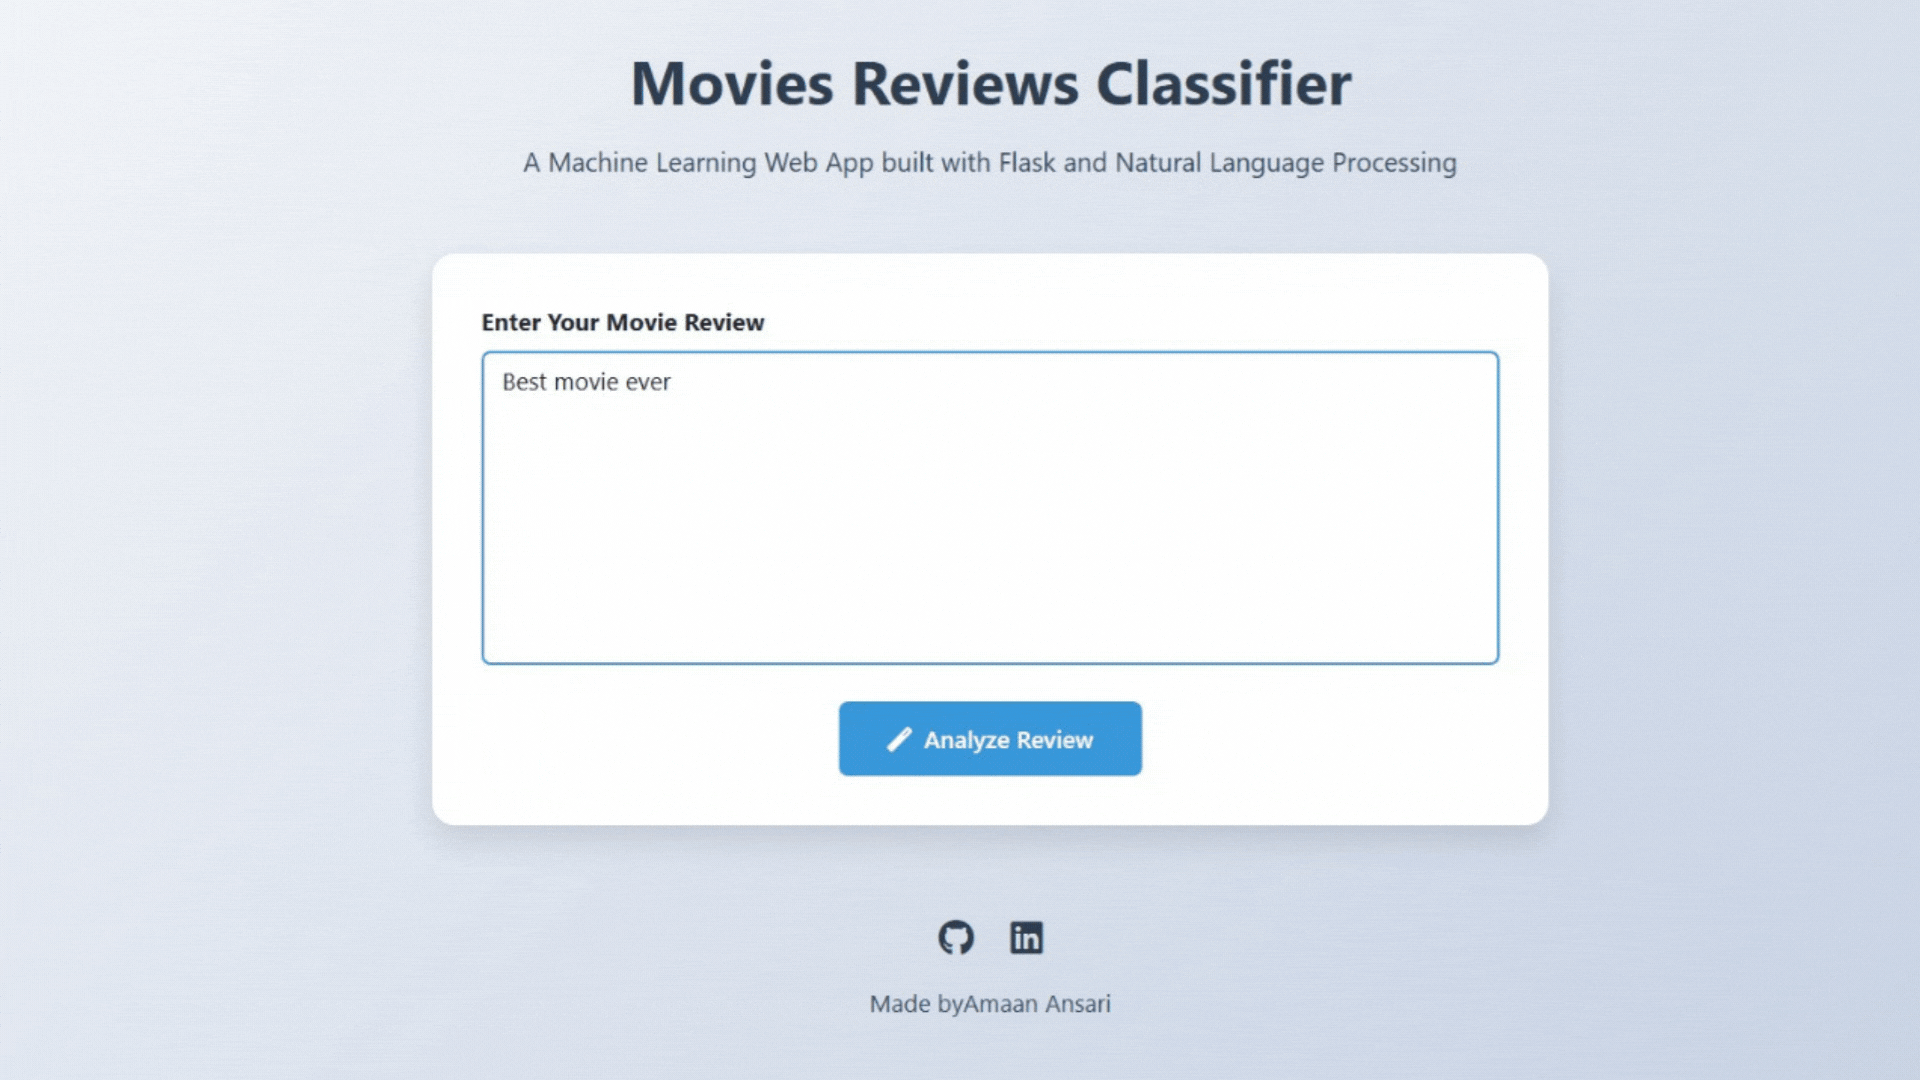 Movies Reviews Classifier
A Machine Learning Web App built with Flask and Natural Language Processing
Enter Your Movie Review
Best movie ever
Analyze Review
in
Made byAmaan Ansari